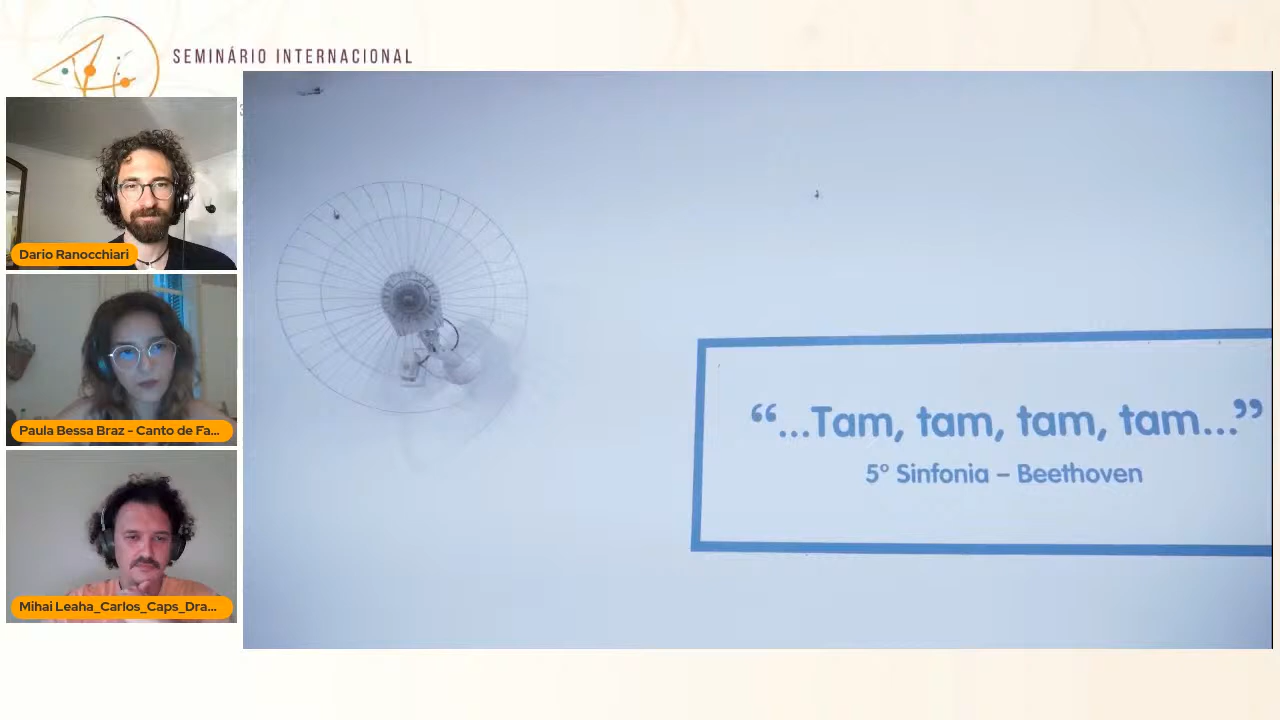 SEMINÁRIO INTERNACIONAL
Dario Ranocchiari
Paula Bessa Braz - Canto de Fa...
Mihai Leaha_Carlos_Caps_Dra...
“...Tam, tam, tam, tam...”
5º Sinfonia – Beethoven